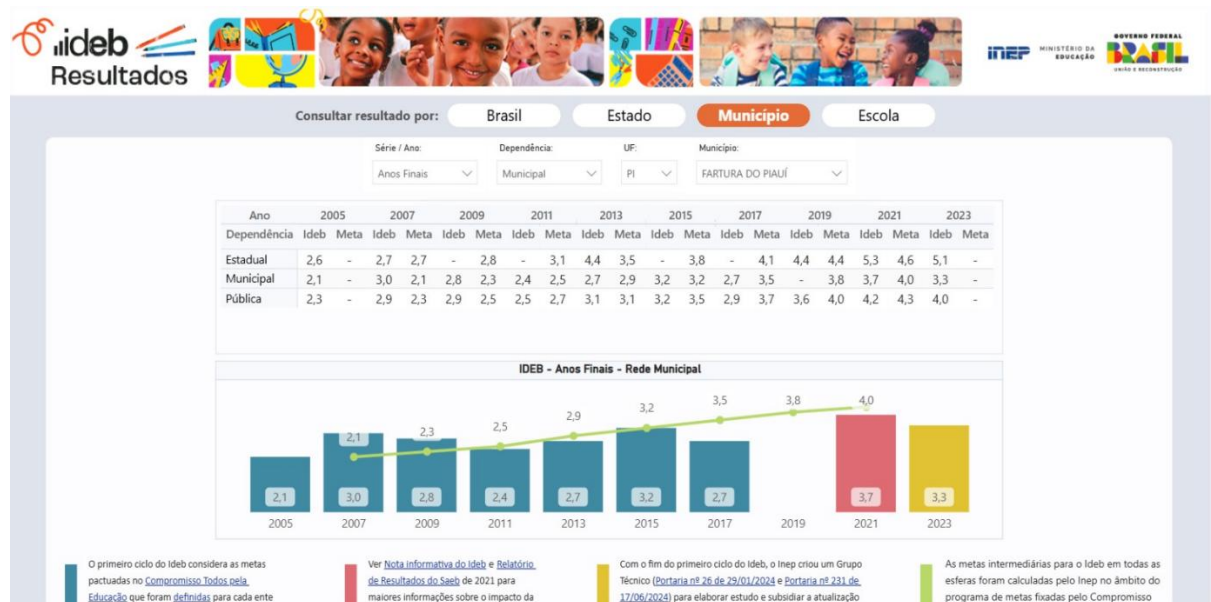 ideb
Resultados
inep
MINISTÉRIO DA
EDUCAÇÃO
GOVERNO FEDERAL
BRASIL
UNIÃO E RECONSTRUÇÃO
Consultar resultado por: Brasil Estado Município Escola
Série / Ano: Dependência: UF: Município:
Anos Finais Municipal PI FARTURA DO PIAUÍ
Ano 2005 2007 2009 2011 2013 2015 2017 2019 2021 2023
Dependência Ideb Meta Ideb Meta Ideb Meta Ideb Meta Ideb Meta Ideb Meta Ideb Meta Ideb Meta Ideb Meta Ideb Meta
Estadual 2,6 - 2,7 2,7 - 2,8 - 3,1 4,4 3,5 - 3,8 - 4,1 4,4 4,4 5,3 4,6 5,1 -
Municipal 2,1 - 3,0 2,1 2,8 2,3 2,4 2,5 2,7 2,9 3,2 3,2 2,7 3,5 - 3,8 3,7 4,0 3,3 -
Pública 2,3 - 2,9 2,3 2,9 2,5 2,5 2,7 3,1 3,1 3,2 3,5 2,9 3,7 3,6 4,0 4,2 4,3 4,0 -
IDEB - Anos Finais - Rede Municipal
2,1 2,3 2,5 2,9 3,2 3,5 3,8 4,0
2,1 3,0 2,8 2,4 2,7 3,2 2,7 3,7 3,3
2005 2007 2009 2011 2013 2015 2017 2019 2021 2023
O primeiro ciclo do Ideb considera as metas
pactuadas no Compromisso Todos pela
Educação que foram definidas para cada ente
Ver Nota informativa do Ideb e Relatório
de Resultados do Saeb de 2021 para
maiores informações sobre o impacto da
Com o fim do primeiro ciclo do Ideb, o Inep criou um Grupo
Técnico (Portaria nº 26 de 29/01/2024 e Portaria nº 231 de
17/06/2024) para elaborar estudo e subsidiar a atualização
As metas intermediárias para o Ideb em todas as
esferas foram calculadas pelo Inep no âmbito do
programa de metas fixadas pelo Compromisso